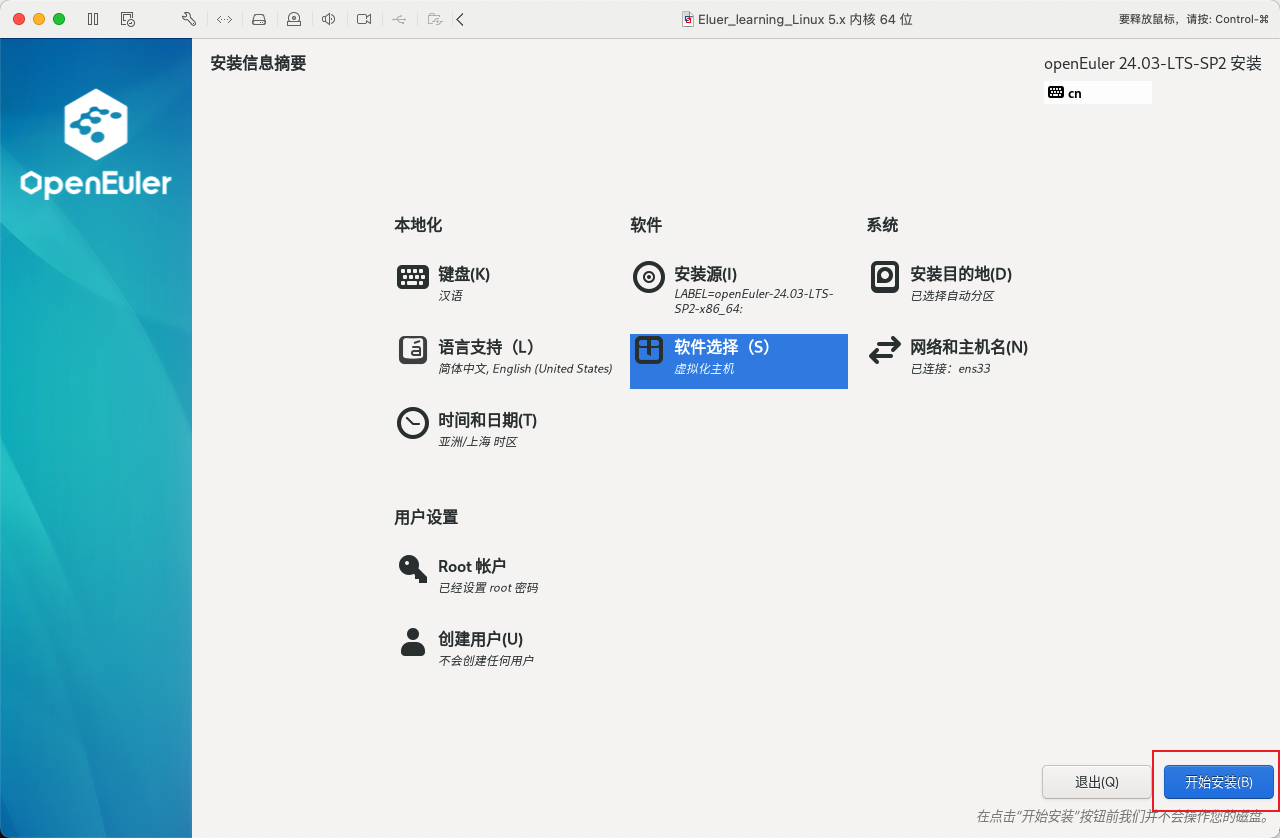 Eluer_learning_Linux 5.x 内核 64 位
要释放鼠标，请按: Control-⌘
安装信息摘要
openEuler 24.03-LTS-SP2 安装
cn
openEuler
本地化
软件
系统
键盘(K)
汉语
安装源(I)
LABEL=openEuler-24.03-LTS-
SP2-x86_64:
安装目的地(D)
已选择自动分区
语言支持（L）
简体中文, English (United States)
软件选择（S）
虚拟化主机
网络和主机名(N)
已连接：ens33
时间和日期(T)
亚洲/上海 时区
用户设置
Root 帐户
已经设置 root 密码
创建用户(U)
不会创建任何用户
退出(Q)
开始安装(B)
在点击“开始安装”按钮前我们并不会操作您的磁盘。